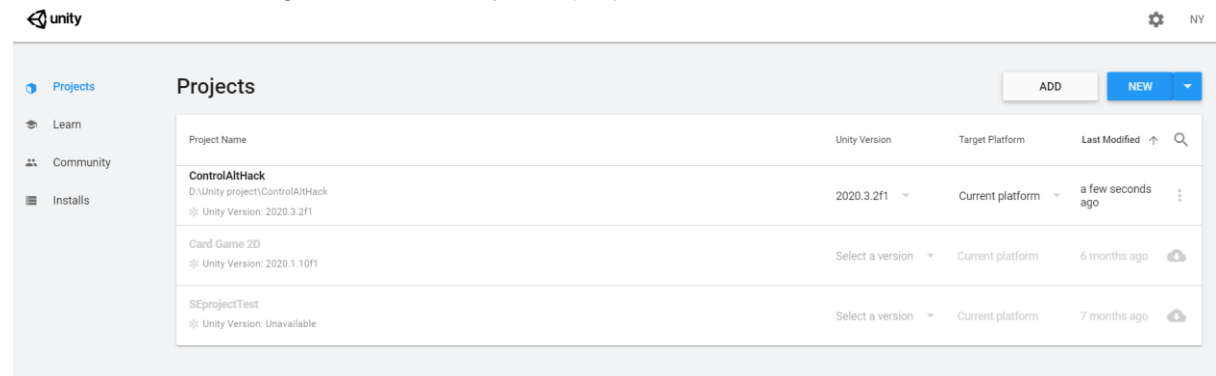 unity
NY
Projects
Learn
Community
Installs
Projects
ADD
NEW
Project Name
Unity Version
Target Platform
Last Modified
ControlAltHack
D:\Unity project\ControlAltHack
Unity Version: 2020.3.2f1
2020.3.2f1
Current platform
a few seconds
ago
Card Game 2D
Unity Version: 2020.1.10f1
Select a version
Current platform
6 months ago
SEprojectTest
Unity Version: Unavailable
Select a version
Current platform
7 months ago